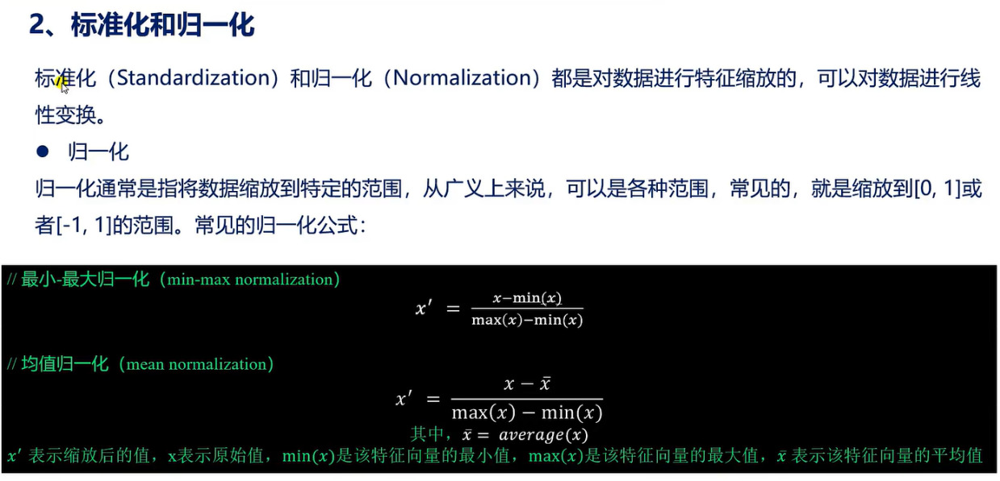 2、标准化和归一化
标准化（Standardization）和归一化（Normalization）都是对数据进行特征缩放的，可以对数据进行线
性变换。
● 归一化
归一化通常是指将数据缩放到特定的范围，从广义上来说，可以是各种范围，常见的，就是缩放到[0, 1]或
者[-1, 1]的范围。常见的归一化公式：
// 最小-最大归一化（min-max normalization）
x′ = (x−min(x))/(max(x)−min(x))
// 均值归一化（mean normalization）
x′ = (x − x̄)/(max(x) − min(x))
其中，x̄ = average(x)
x′ 表示缩放后的值，x表示原始值，min(x)是该特征向量的最小值，max(x)是该特征向量的最大值，x̄ 表示该特征向量的平均值